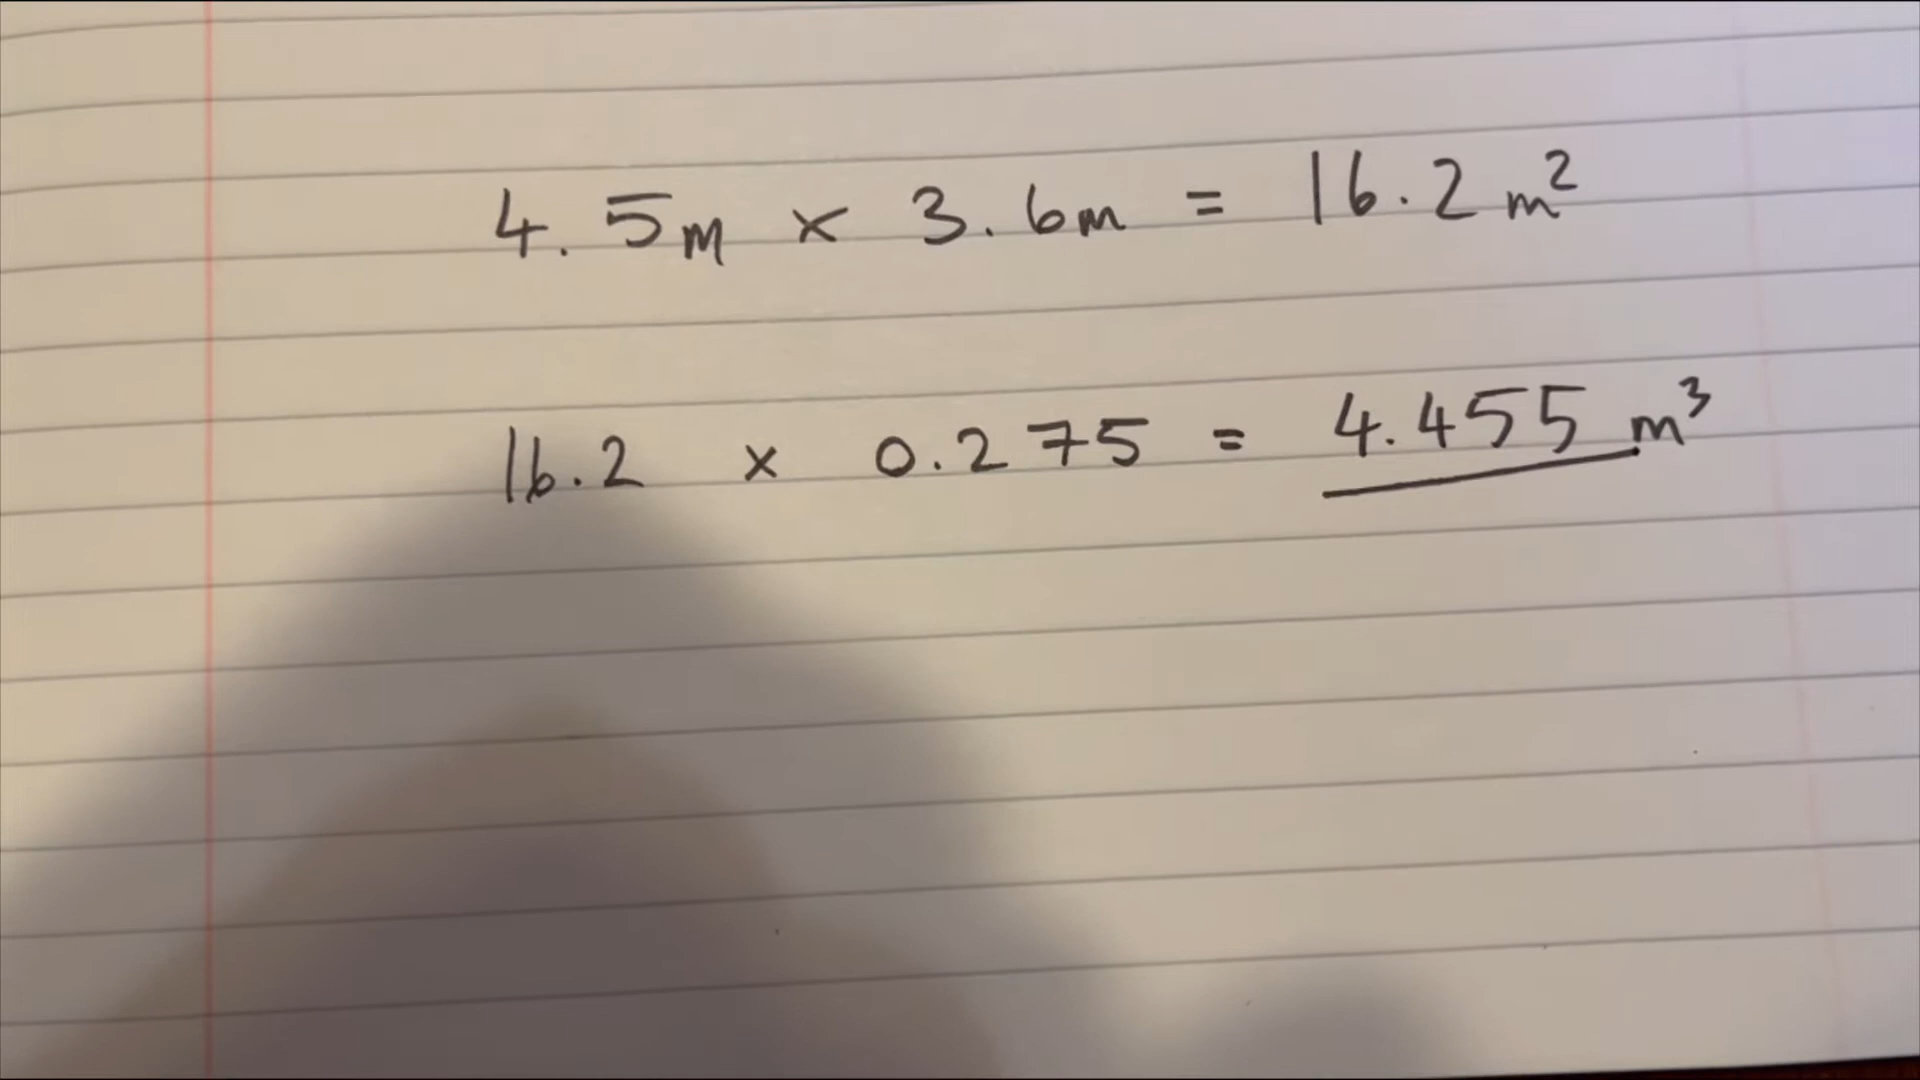 4.5m × 3.6m = 16.2 m²
16.2 × 0.275 = 4.455 m³